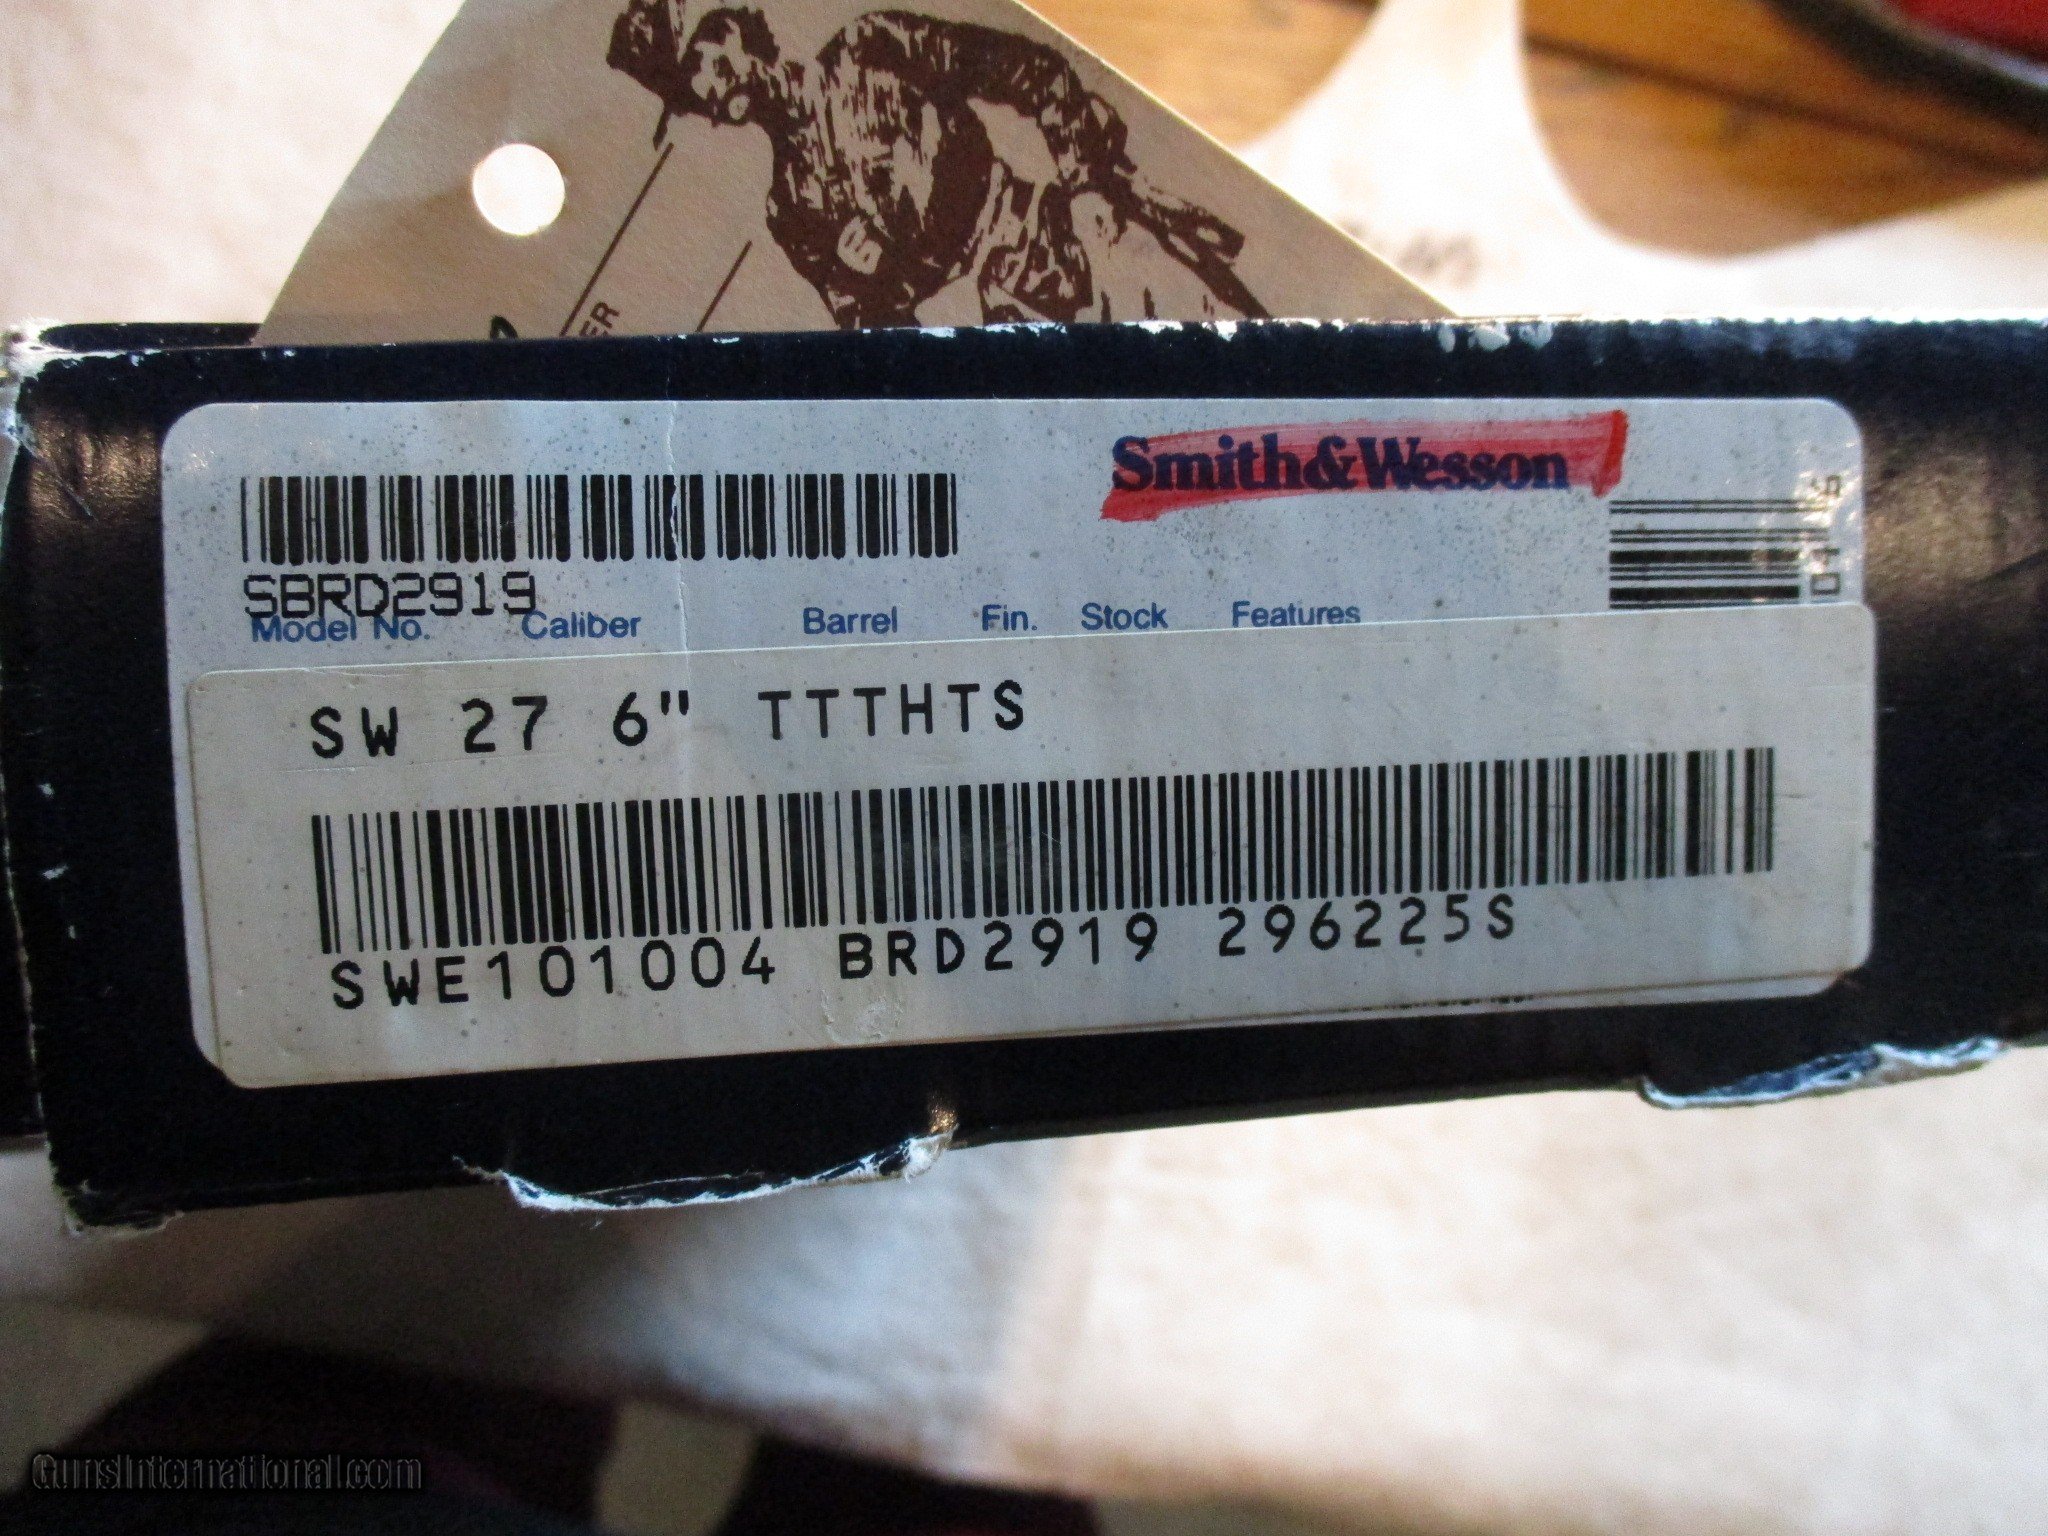 ER
Smith&Wesson
SBRD2919
Model No. Caliber Barrel Fin. Stock Features
SW 27 6" TTTHTS
SWE101004 BRD2919 296225S
GunsInternational.com